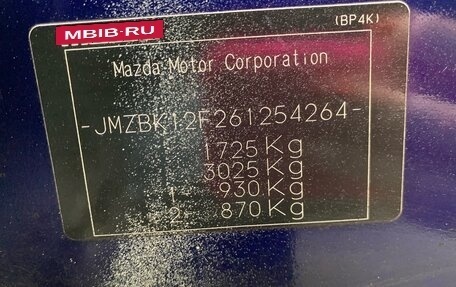 MBIB-RU
(BP4K)
Mazda Motor Corporation
-JMZBK12F261254264-
1725 Kg
3025 Kg
1- 930 Kg
2- 870 Kg